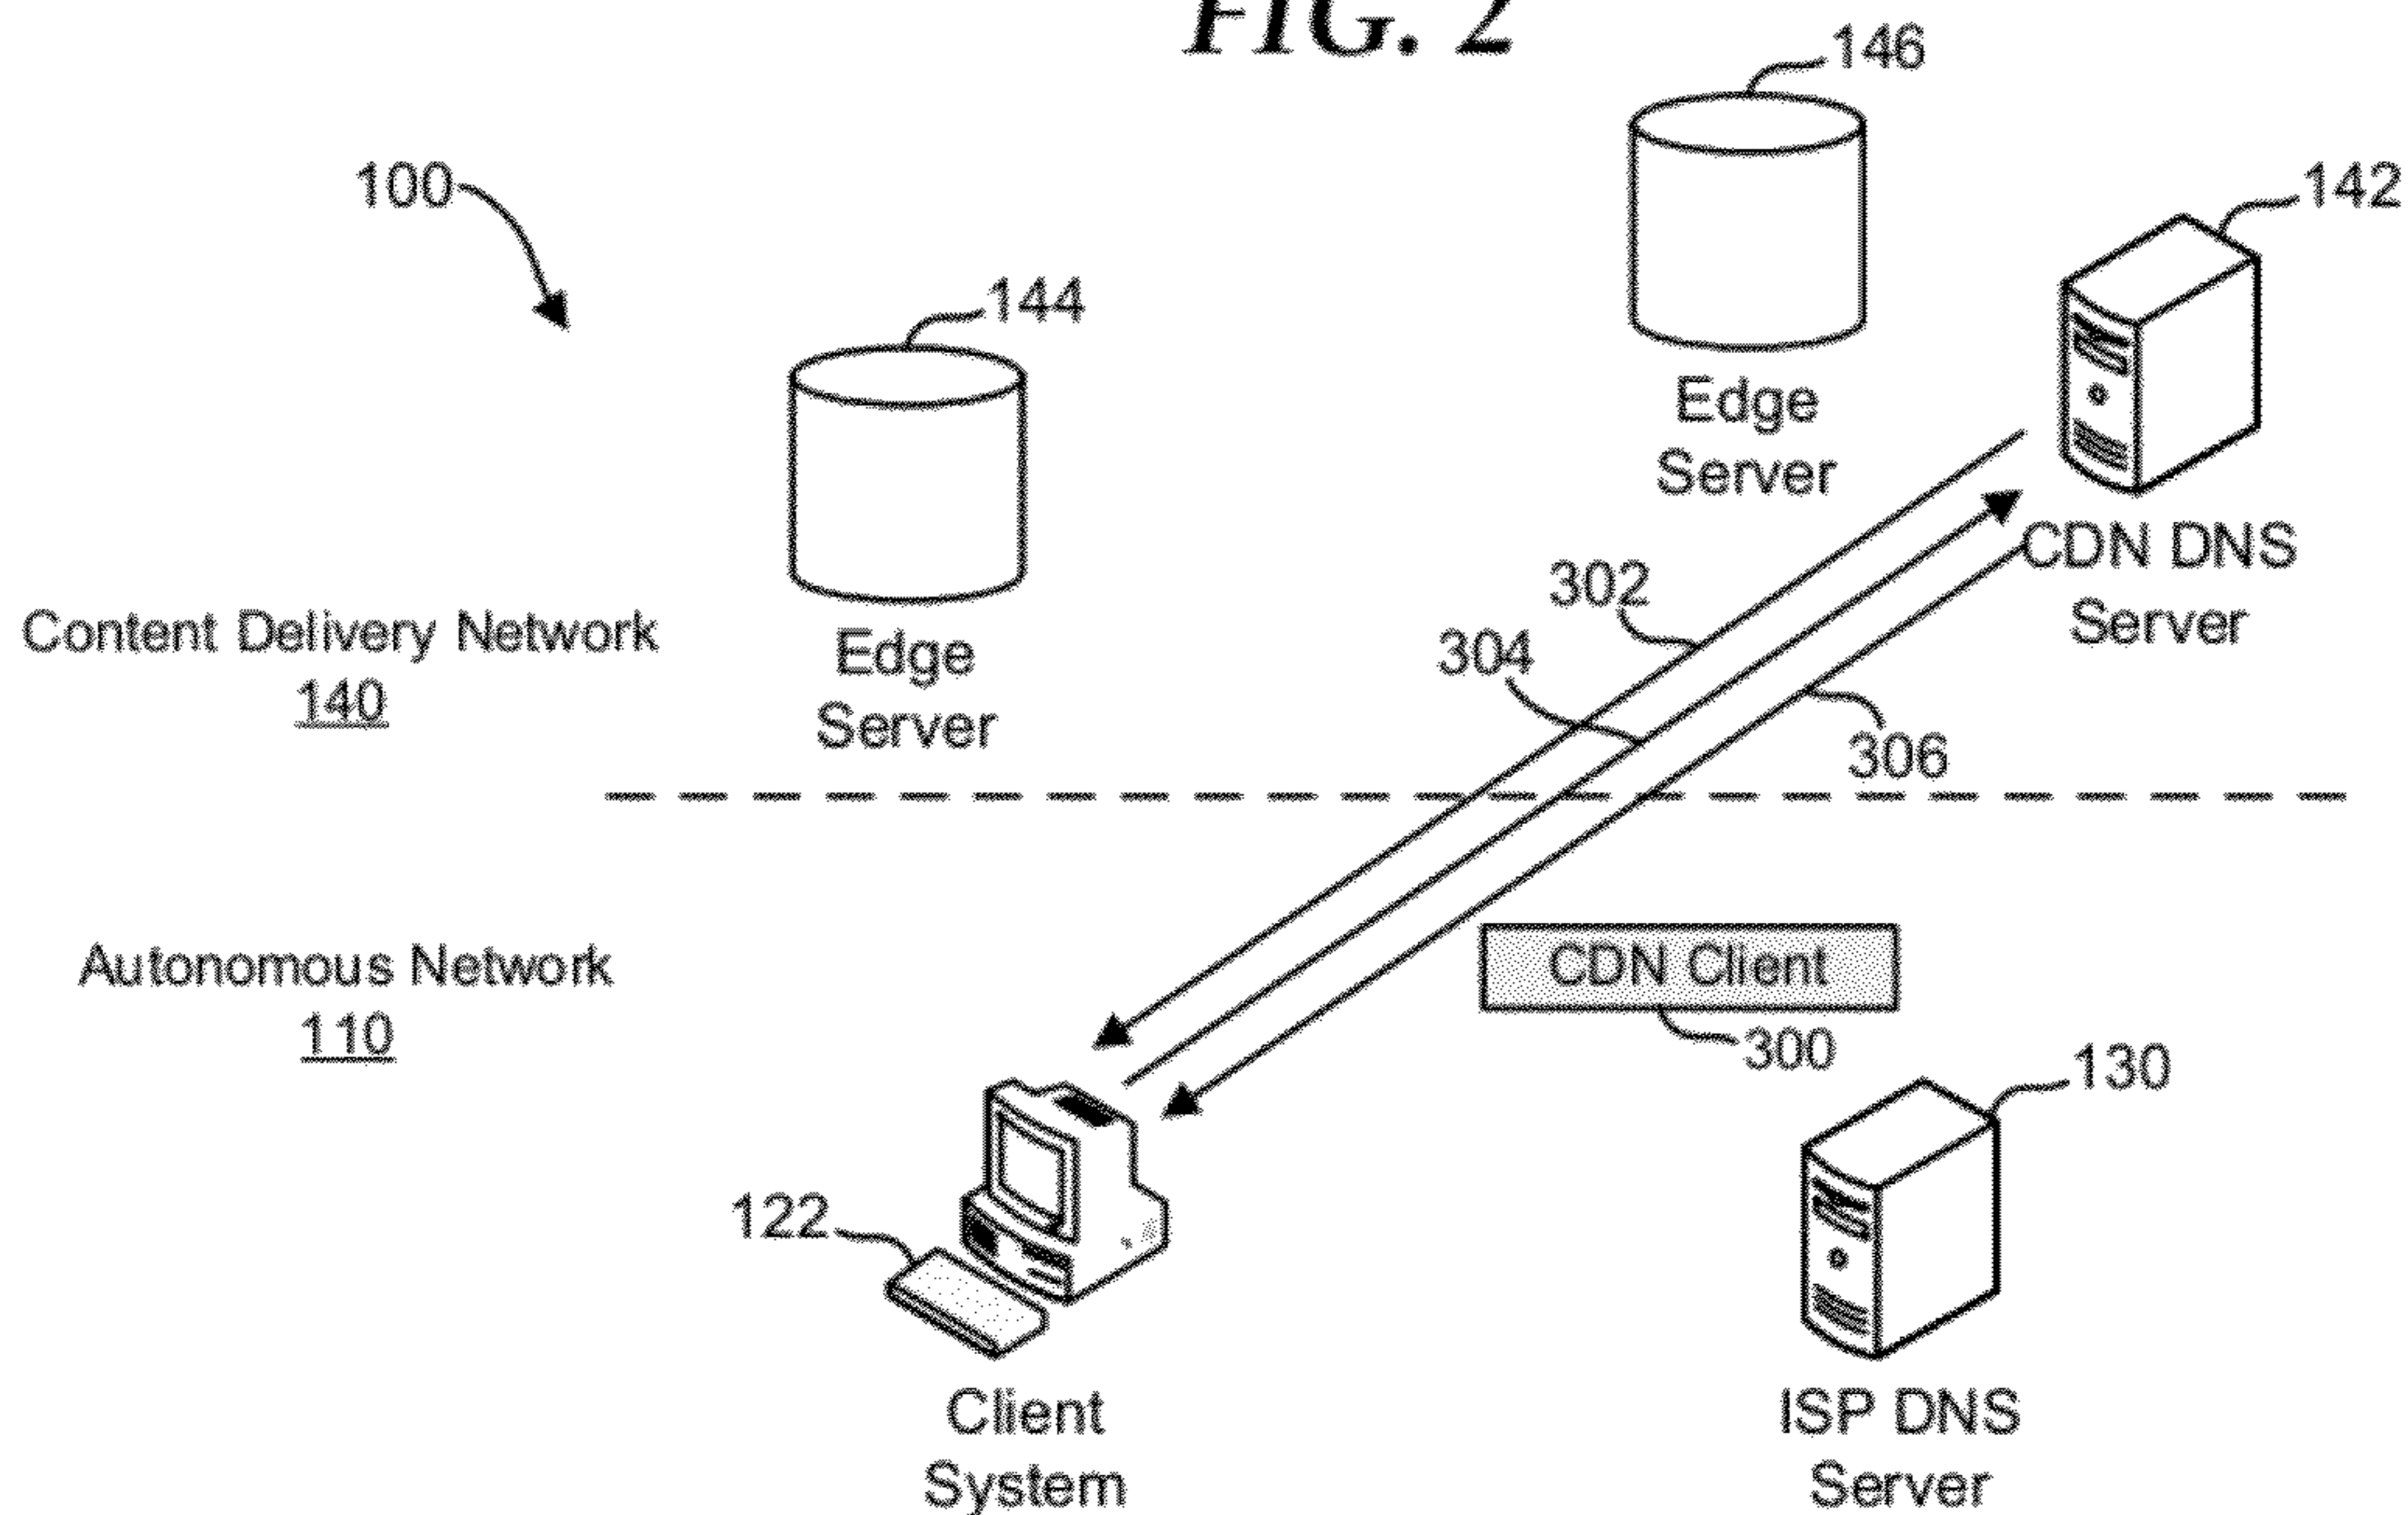 FIG. 2
146
100
142
144
Edge
Server
CDN DNS
Server
302
304
306
Content Delivery Network
140
Edge
Server
Autonomous Network
110
CDN Client
300
130
122
Client
System
ISP DNS
Server